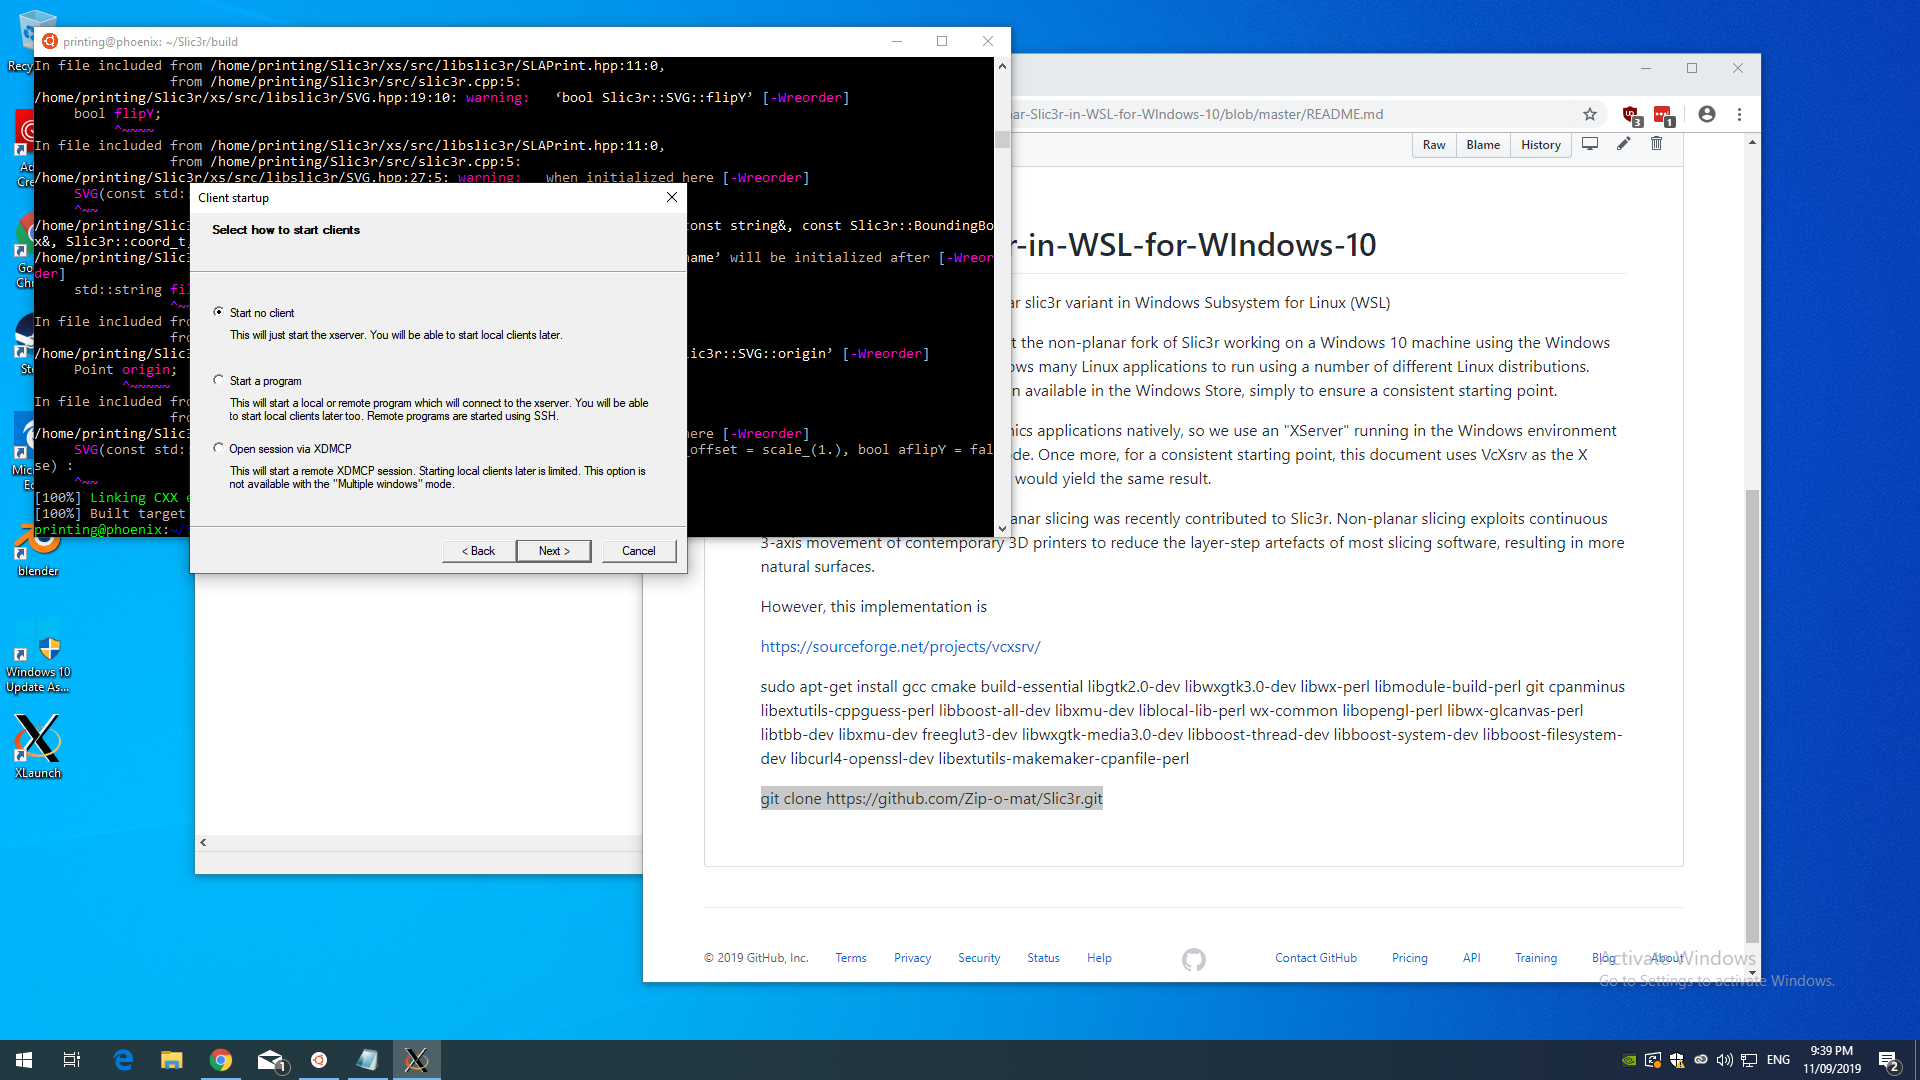 printing@phoenix: ~/Slic3r/build
In file included from /home/printing/Slic3r/xs/src/libslic3r/SLAPrint.hpp:11:0,
from /home/printing/Slic3r/src/slic3r.cpp:5:
/home/printing/Slic3r/xs/src/libslic3r/SVG.hpp:19:10: warning:   ‘bool Slic3r::SVG::flipY’ [-Wreorder]
bool flipY;
^~~~~
In file included from /home/printing/Slic3r/xs/src/libslic3r/SLAPrint.hpp:11:0,
from /home/printing/Slic3r/src/slic3r.cpp:5:
/home/printing/Slic3r/xs/src/libslic3r/SVG.hpp:27:5: warning:   when initialized here [-Wreorder]
SVG(const std:
^~~
/home/printing/Slic3 const string&, const Slic3r::BoundingBo
x&, Slic3r::coord_t,
/home/printing/Slic3 name’ will be initialized after [-Wreor
der]
std::string fil
^~
In file included fro
fro
/home/printing/Slic3 lic3r::SVG::origin’ [-Wreorder]
Point origin;
^~~~~~
In file included fro
fro
/home/printing/Slic3 ere [-Wreorder]
SVG(const std: _offset = scale_(1.), bool aflipY = fal
se) :
^~~
[100%] Linking CXX e
[100%] Built target
printing@phoenix:~/
Client startup
Select how to start clients
Start no client
This will just start the xserver. You will be able to start local clients later.
Start a program
This will start a local or remote program which will connect to the xserver. You will be able
to start local clients later too. Remote programs are started using SSH.
Open session via XDMCP
This will start a remote XDMCP session. Starting local clients later is limited. This option is
not available with the "Multiple windows" mode.
< Back
Next >
Cancel
ar-Slic3r-in-WSL-for-WIndows-10/blob/master/README.md
3
1
Raw
Blame
History
r-in-WSL-for-WIndows-10
ar slic3r variant in Windows Subsystem for Linux (WSL)
t the non-planar fork of Slic3r working on a Windows 10 machine using the Windows
ows many Linux applications to run using a number of different Linux distributions.
n available in the Windows Store, simply to ensure a consistent starting point.
nics applications natively, so we use an "XServer" running in the Windows environment
de. Once more, for a consistent starting point, this document uses VcXsrv as the X
would yield the same result.
anar slicing was recently contributed to Slic3r. Non-planar slicing exploits continuous
3-axis movement of contemporary 3D printers to reduce the layer-step artefacts of most slicing software, resulting in more
natural surfaces.
However, this implementation is
https://sourceforge.net/projects/vcxsrv/
sudo apt-get install gcc cmake build-essential libgtk2.0-dev libwxgtk3.0-dev libwx-perl libmodule-build-perl git cpanminus
libextutils-cppguess-perl libboost-all-dev libxmu-dev liblocal-lib-perl wx-common libopengl-perl libwx-glcanvas-perl
libtbb-dev libxmu-dev freeglut3-dev libwxgtk-media3.0-dev libboost-thread-dev libboost-system-dev libboost-filesystem-
dev libcurl4-openssl-dev libextutils-makemaker-cpanfile-perl
git clone https://github.com/Zip-o-mat/Slic3r.git
© 2019 GitHub, Inc.
Terms
Privacy
Security
Status
Help
Contact GitHub
Pricing
API
Training
Blog
About
Activate Windows
Go to Settings to activate Windows.
Recy
Ad
Cre
Go
Ch
Ste
Mic
E
blender
Windows 10
Update As...
XLaunch
1
ENG
9:39 PM
11/09/2019
2